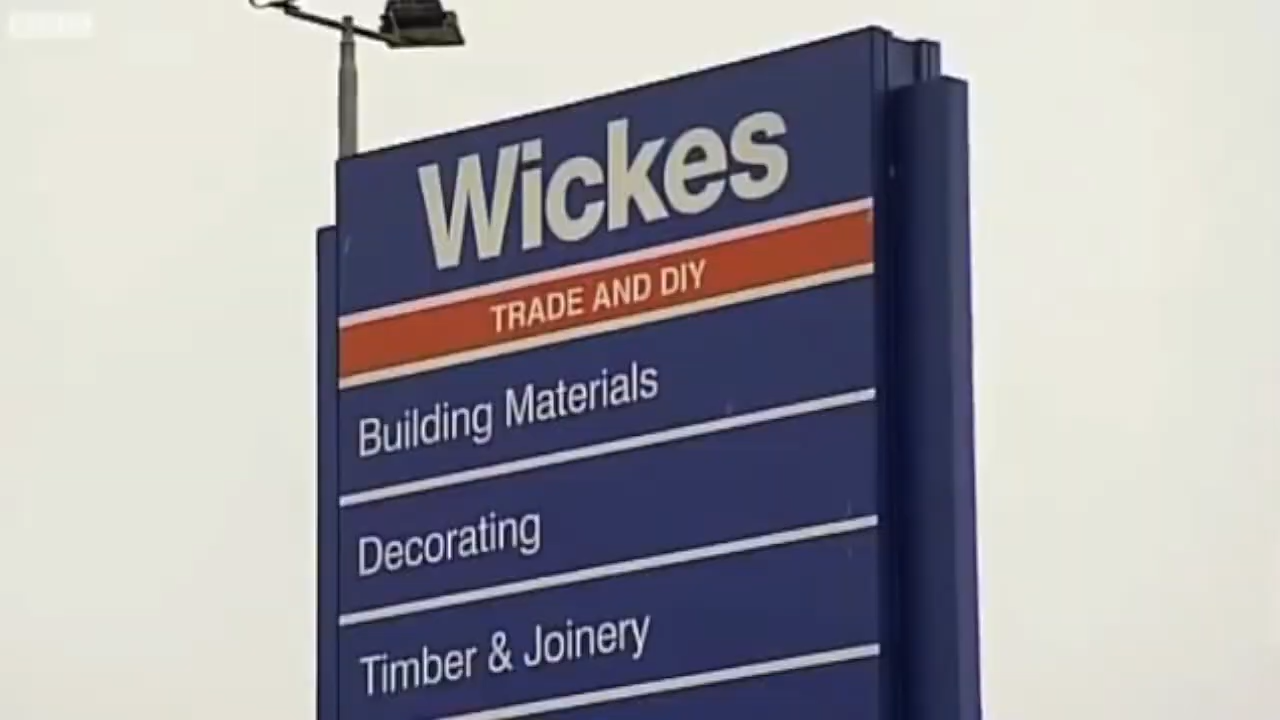 Wickes
TRADE AND DIY
Building Materials
Decorating
Timber & Joinery